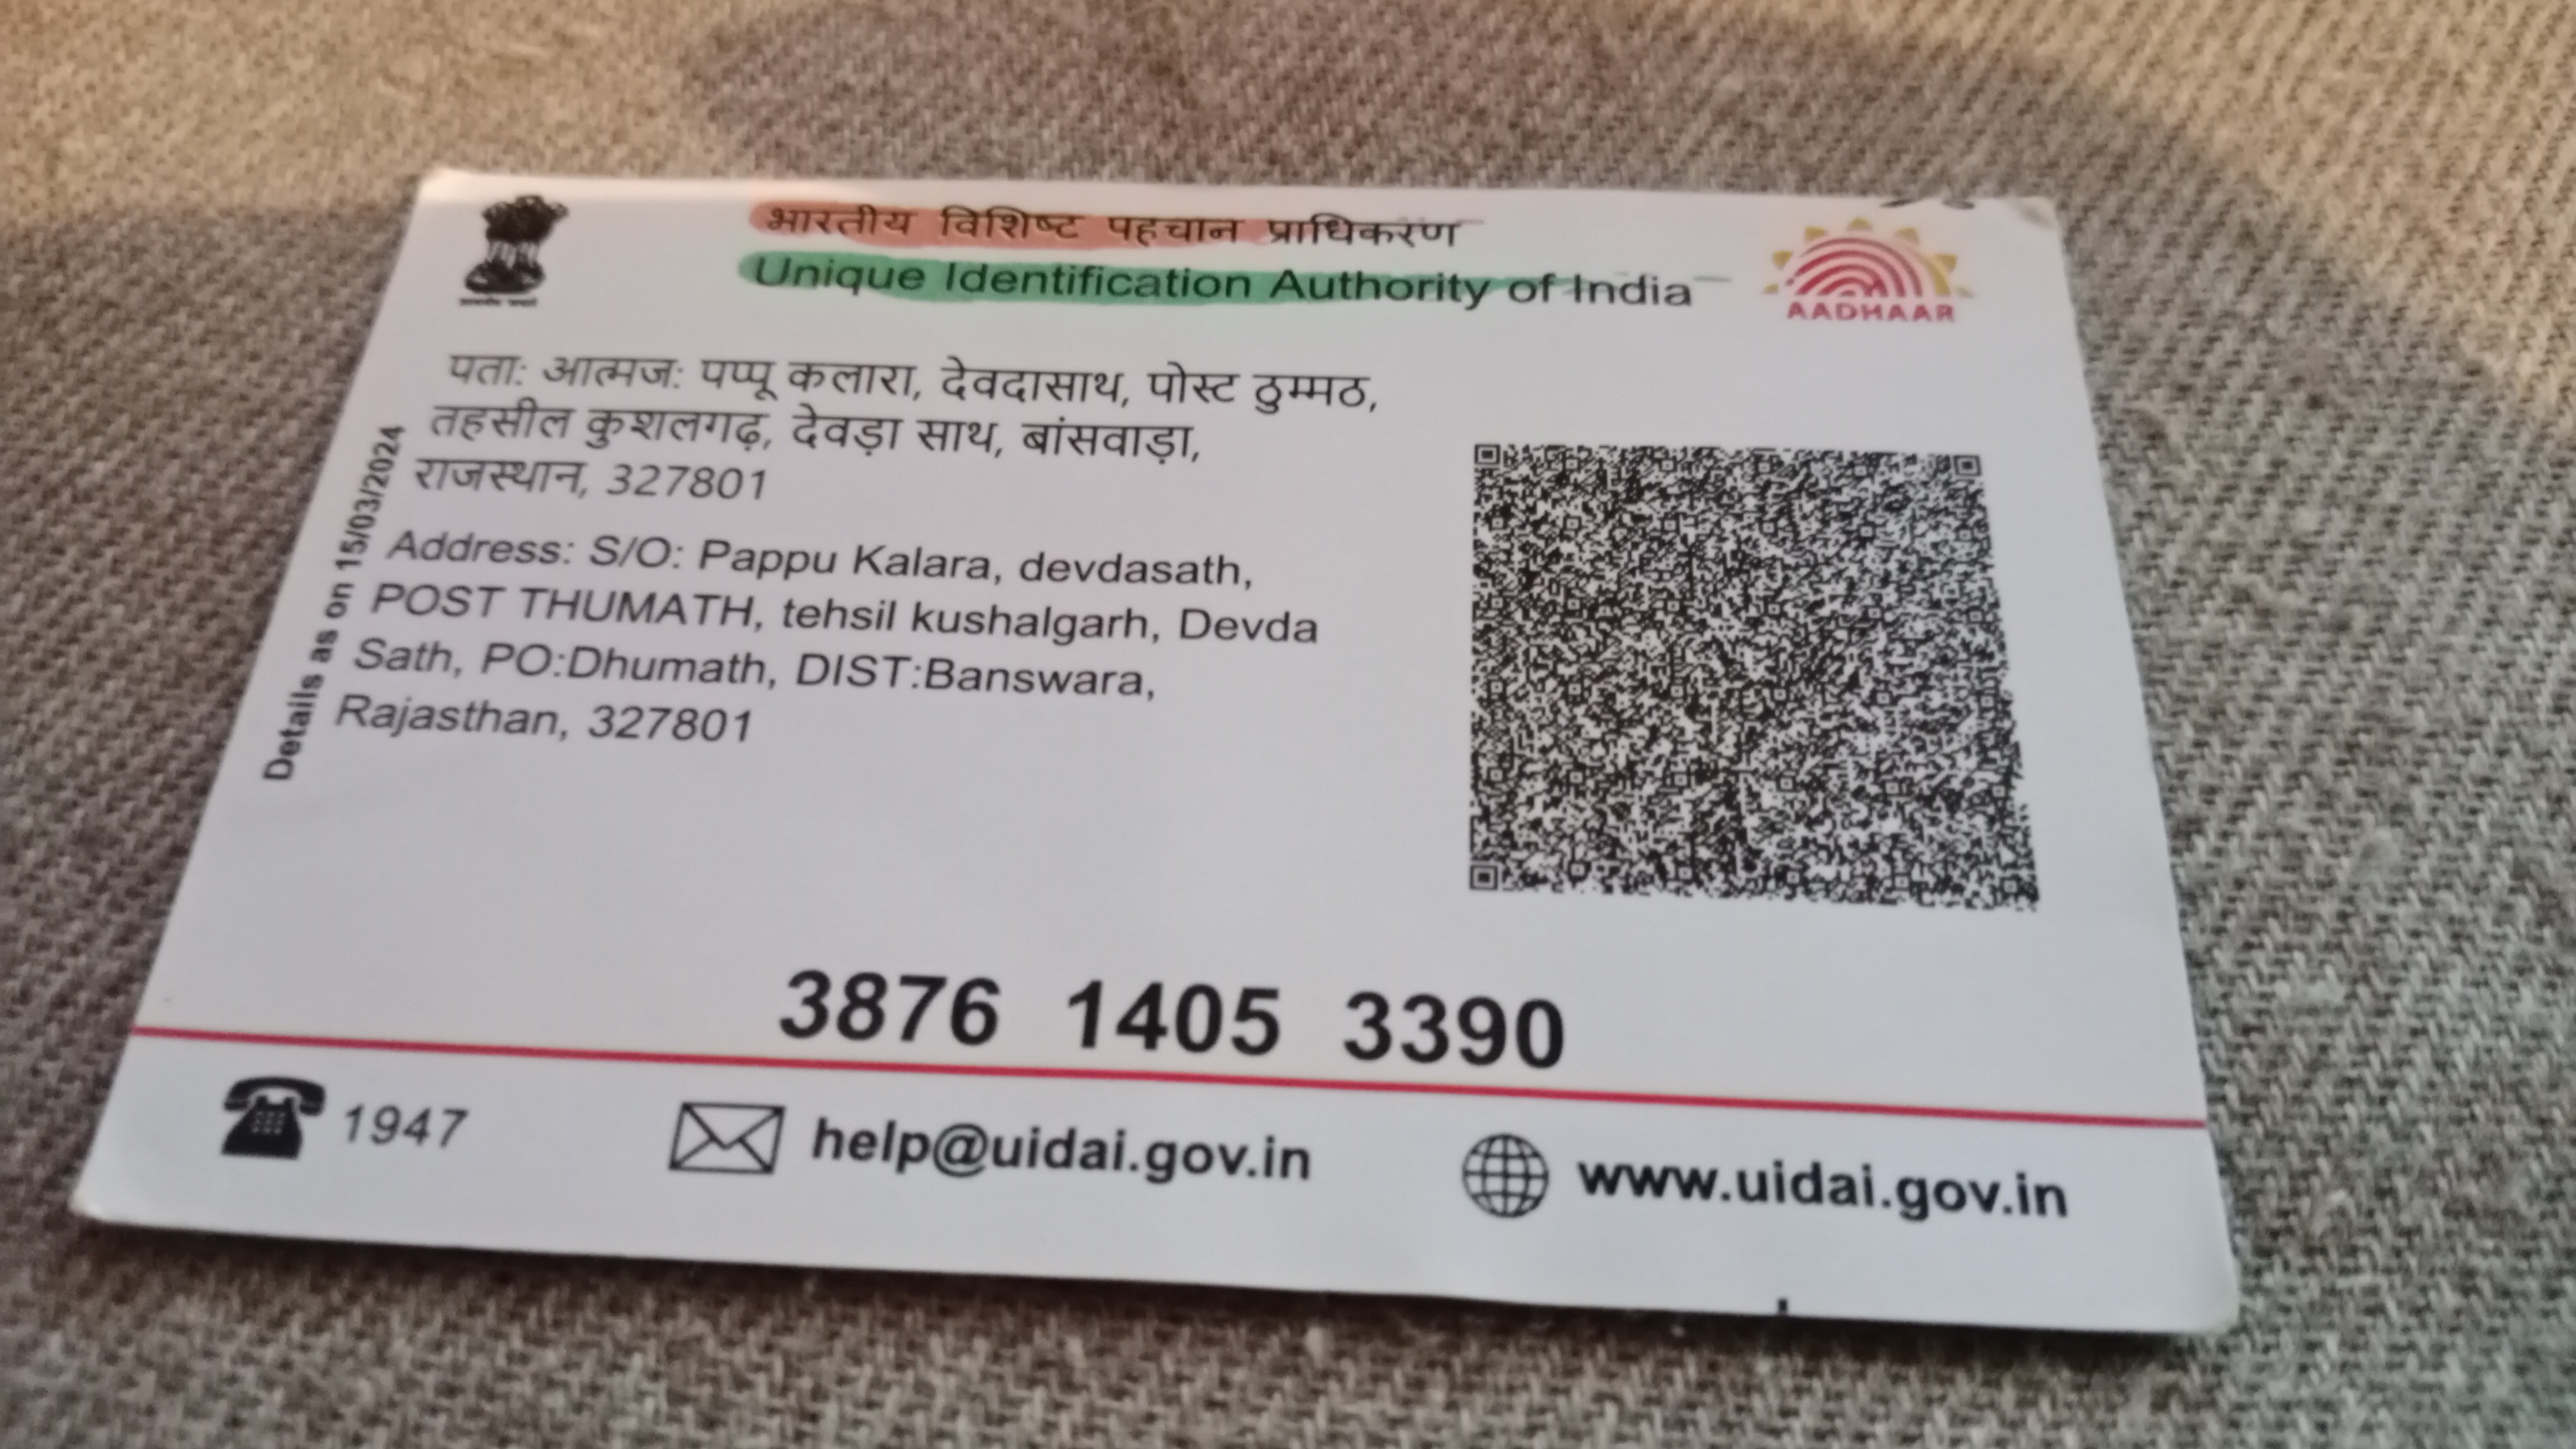 भारतीय विशिष्ट पहचान प्राधिकरण
Unique Identification Authority of India
AADHAAR
पता: आत्मज: पप्पू कलारा, देवदासाथ, पोस्ट ठुम्मठ,
तहसील कुशलगढ़, देवड़ा साथ, बांसवाड़ा,
राजस्थान, 327801
Details as on 15/03/2024
Address: S/O: Pappu Kalara, devdasath,
POST THUMATH, tehsil kushalgarh, Devda
Sath, PO:Dhumath, DIST:Banswara,
Rajasthan, 327801
3876 1405 3390
1947
help@uidai.gov.in
www.uidai.gov.in